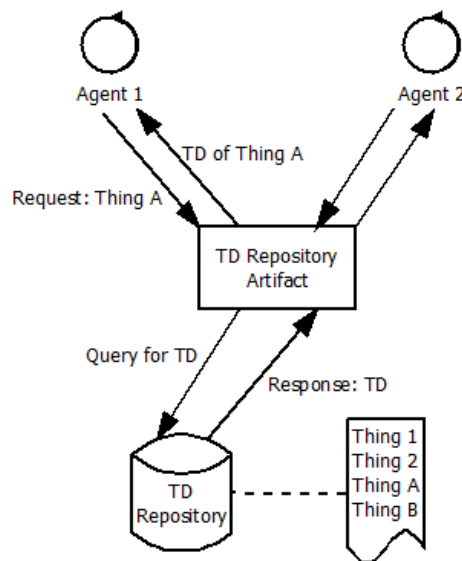 Agent 1
Agent 2
TD of Thing A
Request: Thing A
TD Repository
Artifact
Query for TD
Response: TD
TD
Repository
Thing 1
Thing 2
Thing A
Thing B